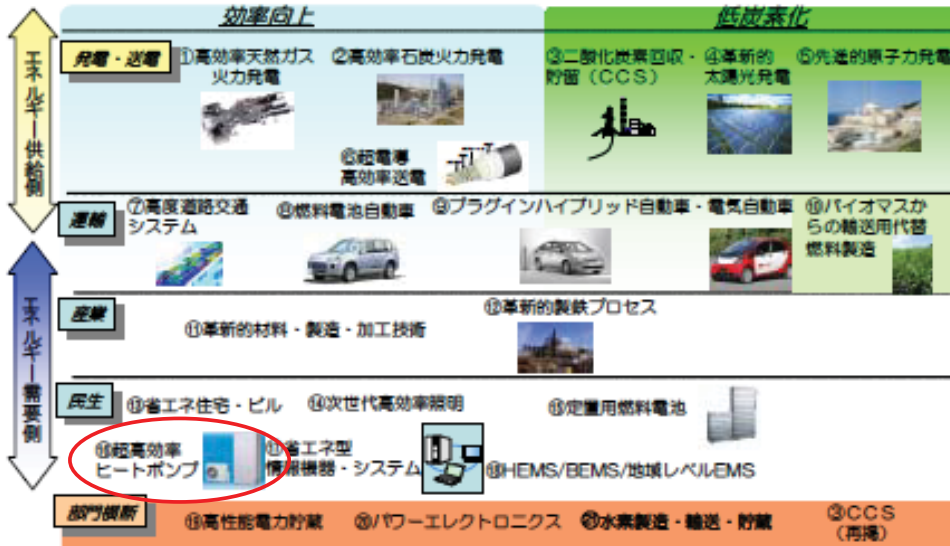 効率向上
低炭素化
エネルギー供給側
発電・送電
①高効率天然ガス
火力発電
②高効率石炭火力発電
③二酸化炭素回収・
貯留（CCS）
④革新的
太陽光発電
⑤先進的原子力発電
⑥超電導
高効率送電
運輸
⑦高度道路交通
システム
⑧燃料電池自動車
⑨プラグインハイブリッド自動車・電気自動車
⑩バイオマスか
らの輸送用代替
燃料製造
エネルギー需要側
産業
⑪革新的材料・製造・加工技術
⑫革新的製鉄プロセス
民生
⑬省エネ住宅・ビル
⑭次世代高効率照明
⑮定置用燃料電池
⑯超高効率
ヒートポンプ
⑰省エネ型
情報機器・システム
⑱HEMS/BEMS/地域レベルEMS
部門横断
⑲高性能電力貯蔵
⑳パワーエレクトロニクス
㉑水素製造・輸送・貯蔵
③CCS
（再掲）